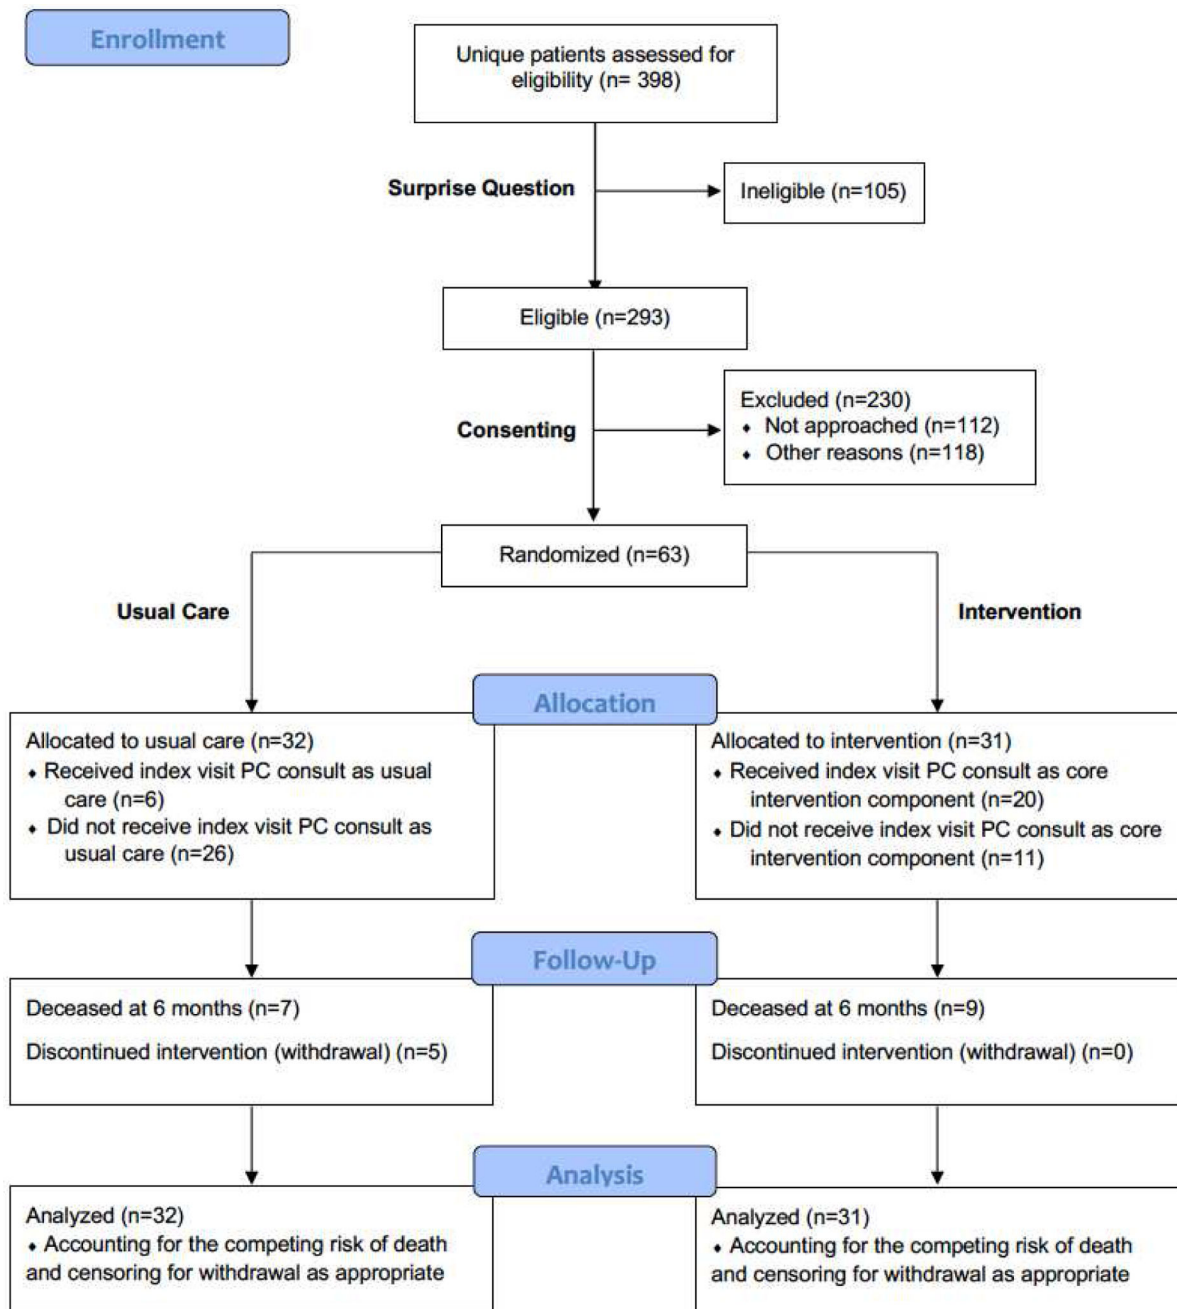 Enrollment
Unique patients assessed for
eligibility (n= 398)
Surprise Question
Ineligible (n=105)
Eligible (n=293)
Consenting
Excluded (n=230)
⬧ Not approached (n=112)
⬧ Other reasons (n=118)
Randomized (n=63)
Usual Care
Intervention
Allocation
Allocated to usual care (n=32)
⬧ Received index visit PC consult as usual
care (n=6)
⬧ Did not receive index visit PC consult as
usual care (n=26)
Allocated to intervention (n=31)
⬧ Received index visit PC consult as core
intervention component (n=20)
⬧ Did not receive index visit PC consult as core
intervention component (n=11)
Follow-Up
Deceased at 6 months (n=7)
Discontinued intervention (withdrawal) (n=5)
Deceased at 6 months (n=9)
Discontinued intervention (withdrawal) (n=0)
Analysis
Analyzed (n=32)
⬧ Accounting for the competing risk of death
and censoring for withdrawal as appropriate
Analyzed (n=31)
⬧ Accounting for the competing risk of death
and censoring for withdrawal as appropriate